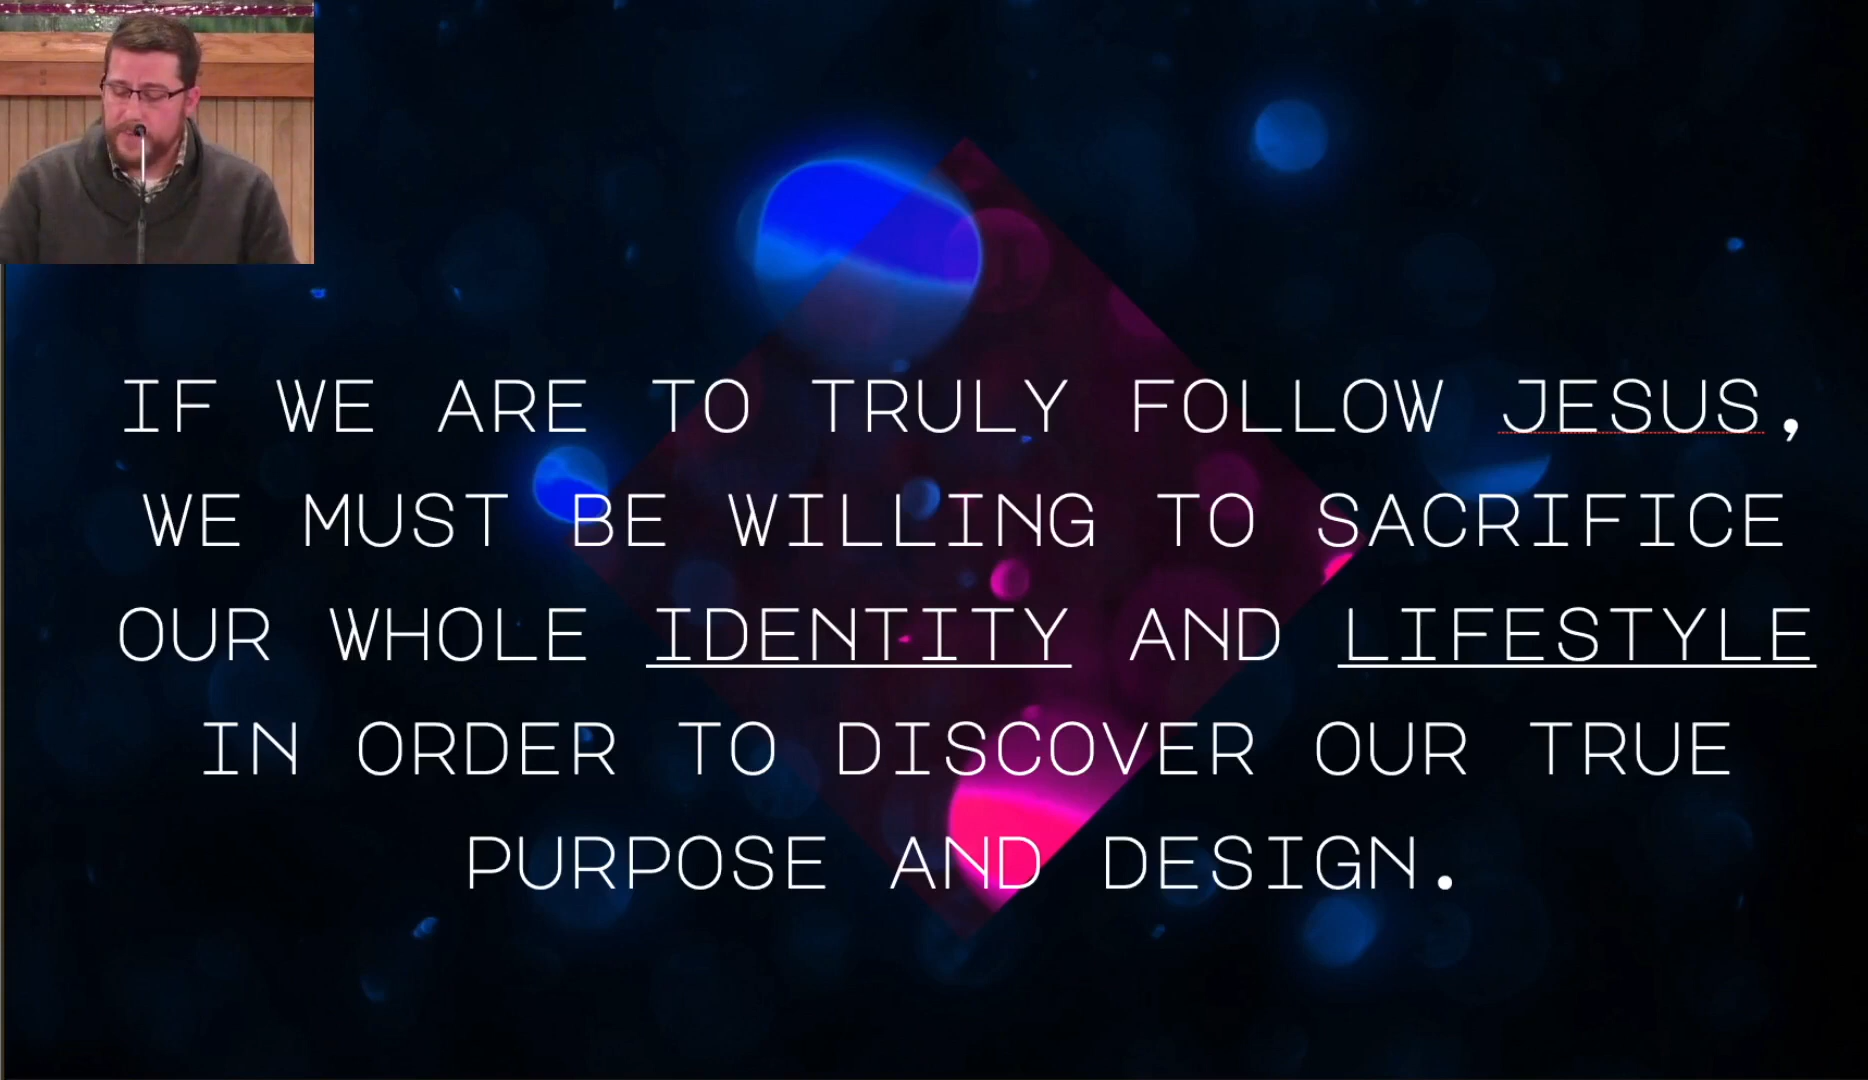 IF WE ARE TO TRULY FOLLOW JESUS,
WE MUST BE WILLING TO SACRIFICE
OUR WHOLE IDENTITY AND LIFESTYLE
IN ORDER TO DISCOVER OUR TRUE
PURPOSE AND DESIGN.